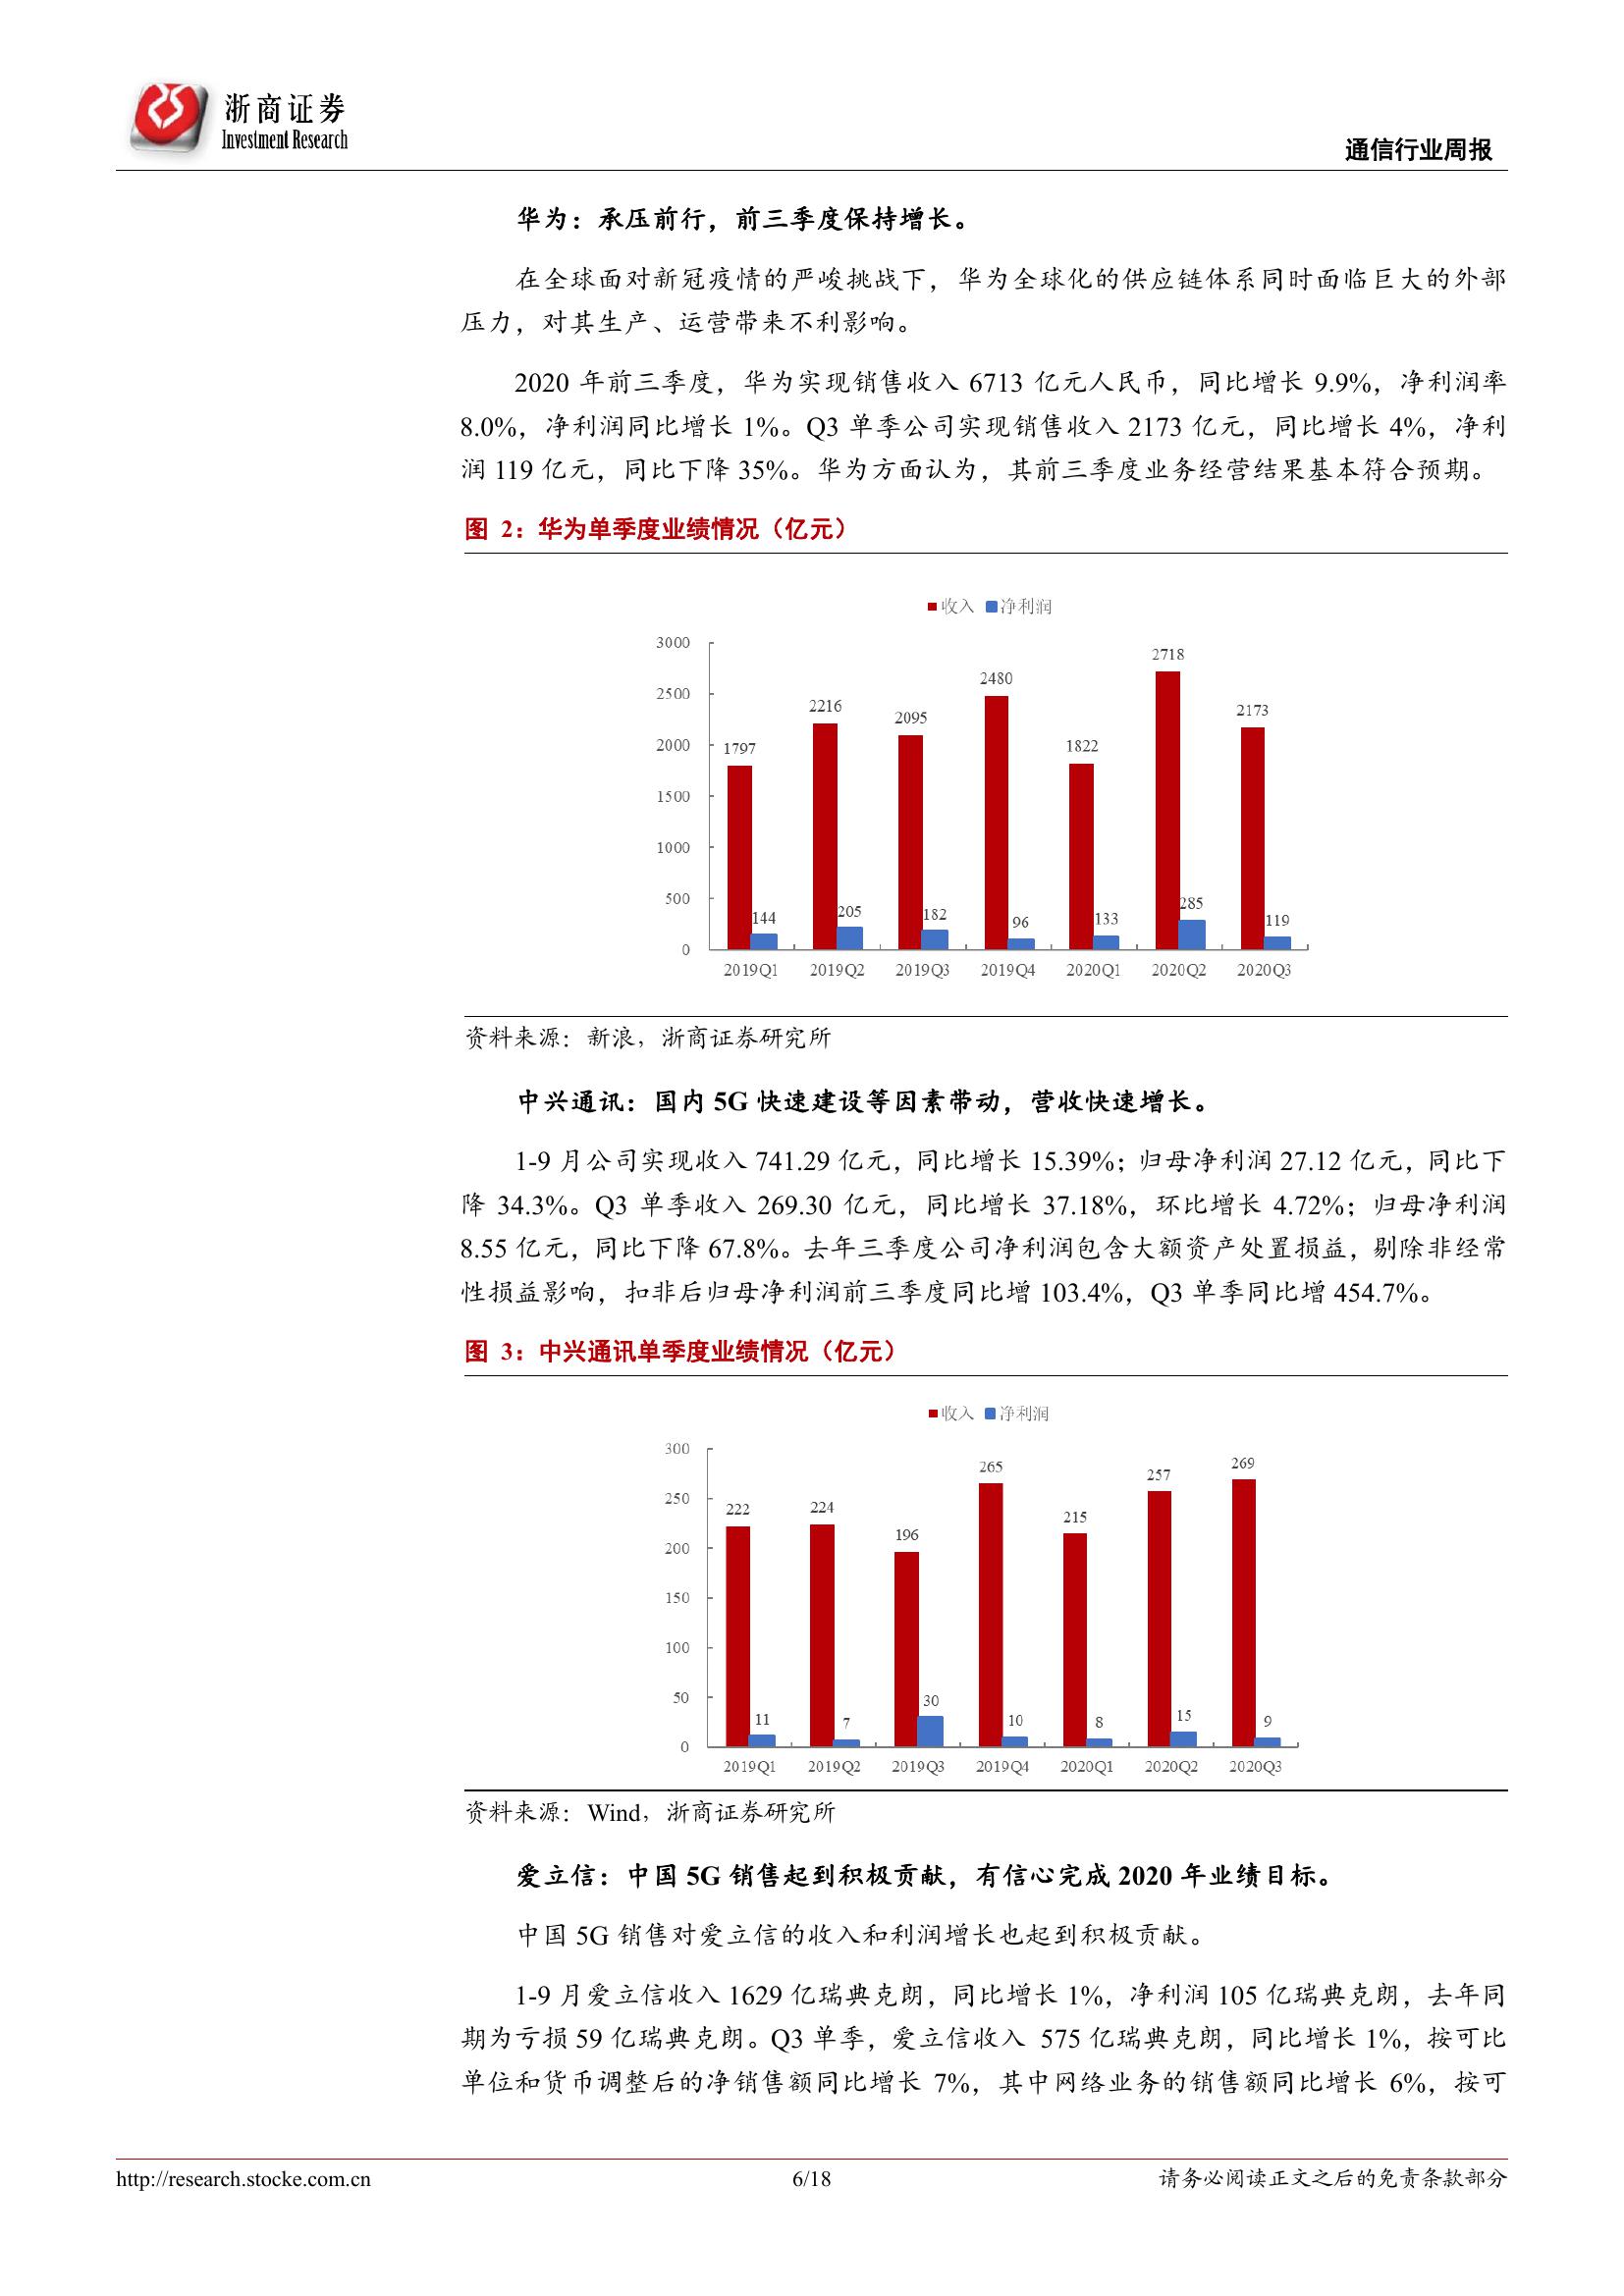 浙商证券
Investment Research
通信行业周报
华为：承压前行，前三季度保持增长。
在全球面对新冠疫情的严峻挑战下，华为全球化的供应链体系同时面临巨大的外部
压力，对其生产、运营带来不利影响。
2020 年前三季度，华为实现销售收入 6713 亿元人民币，同比增长 9.9%，净利润率
8.0%，净利润同比增长 1%。Q3 单季公司实现销售收入 2173 亿元，同比增长 4%，净利
润 119 亿元，同比下降 35%。华为方面认为，其前三季度业务经营结果基本符合预期。
图 2：华为单季度业绩情况（亿元）
收入 净利润
3000
2500
2000
1500
1000
500
0
1797 2216 2095 2480 1822 2718 2173
144 205 182 96 133 285 119
2019Q1 2019Q2 2019Q3 2019Q4 2020Q1 2020Q2 2020Q3
资料来源：新浪，浙商证券研究所
中兴通讯：国内 5G 快速建设等因素带动，营收快速增长。
1-9 月公司实现收入 741.29 亿元，同比增长 15.39%；归母净利润 27.12 亿元，同比下
降 34.3%。Q3 单季收入 269.30 亿元，同比增长 37.18%，环比增长 4.72%；归母净利润
8.55 亿元，同比下降 67.8%。去年三季度公司净利润包含大额资产处置损益，剔除非经常
性损益影响，扣非后归母净利润前三季度同比增 103.4%，Q3 单季同比增 454.7%。
图 3：中兴通讯单季度业绩情况（亿元）
收入 净利润
300
250
200
150
100
50
0
222 224 196 265 215 257 269
11 7 30 10 8 15 9
2019Q1 2019Q2 2019Q3 2019Q4 2020Q1 2020Q2 2020Q3
资料来源：Wind，浙商证券研究所
爱立信：中国 5G 销售起到积极贡献，有信心完成 2020 年业绩目标。
中国 5G 销售对爱立信的收入和利润增长也起到积极贡献。
1-9 月爱立信收入 1629 亿瑞典克朗，同比增长 1%，净利润 105 亿瑞典克朗，去年同
期为亏损 59 亿瑞典克朗。Q3 单季，爱立信收入 575 亿瑞典克朗，同比增长 1%，按可比
单位和货币调整后的净销售额同比增长 7%，其中网络业务的销售额同比增长 6%，按可
http://research.stocke.com.cn
6/18
请务必阅读正文之后的免责条款部分